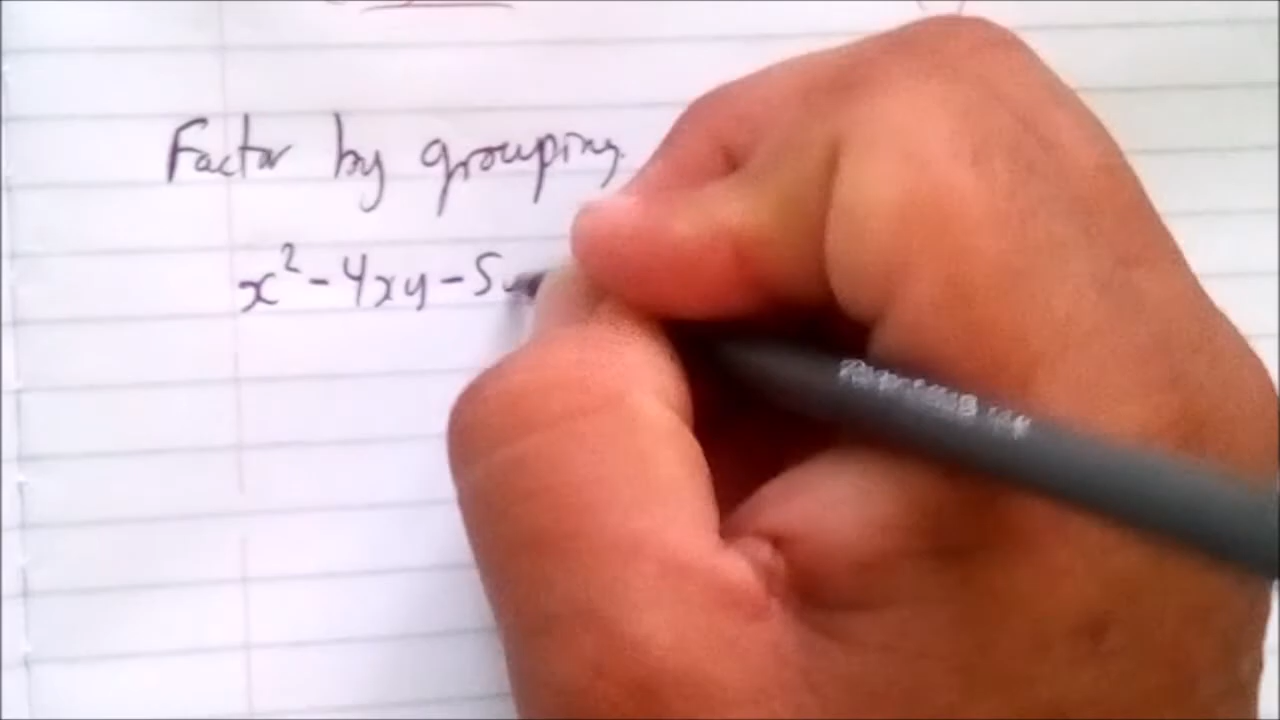 Factor by grouping.
x² - 4xy - 5